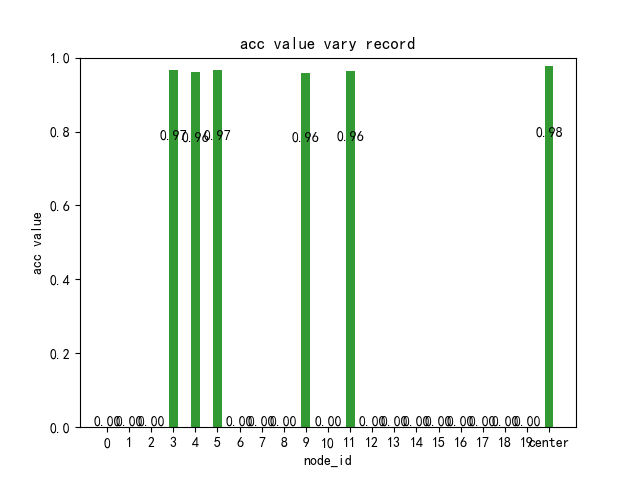 acc value vary record
1.0
0.8
0.6
0.4
0.2
0.0
acc value
0.00 0.00 0.00 0.97 0.96 0.97 0.00 0.00 0.00 0.96 0.00 0.96 0.00 0.00 0.00 0.00 0.00 0.00 0.00 0.00 0.98
0 1 2 3 4 5 6 7 8 9 10 11 12 13 14 15 16 17 18 19 center
node_id